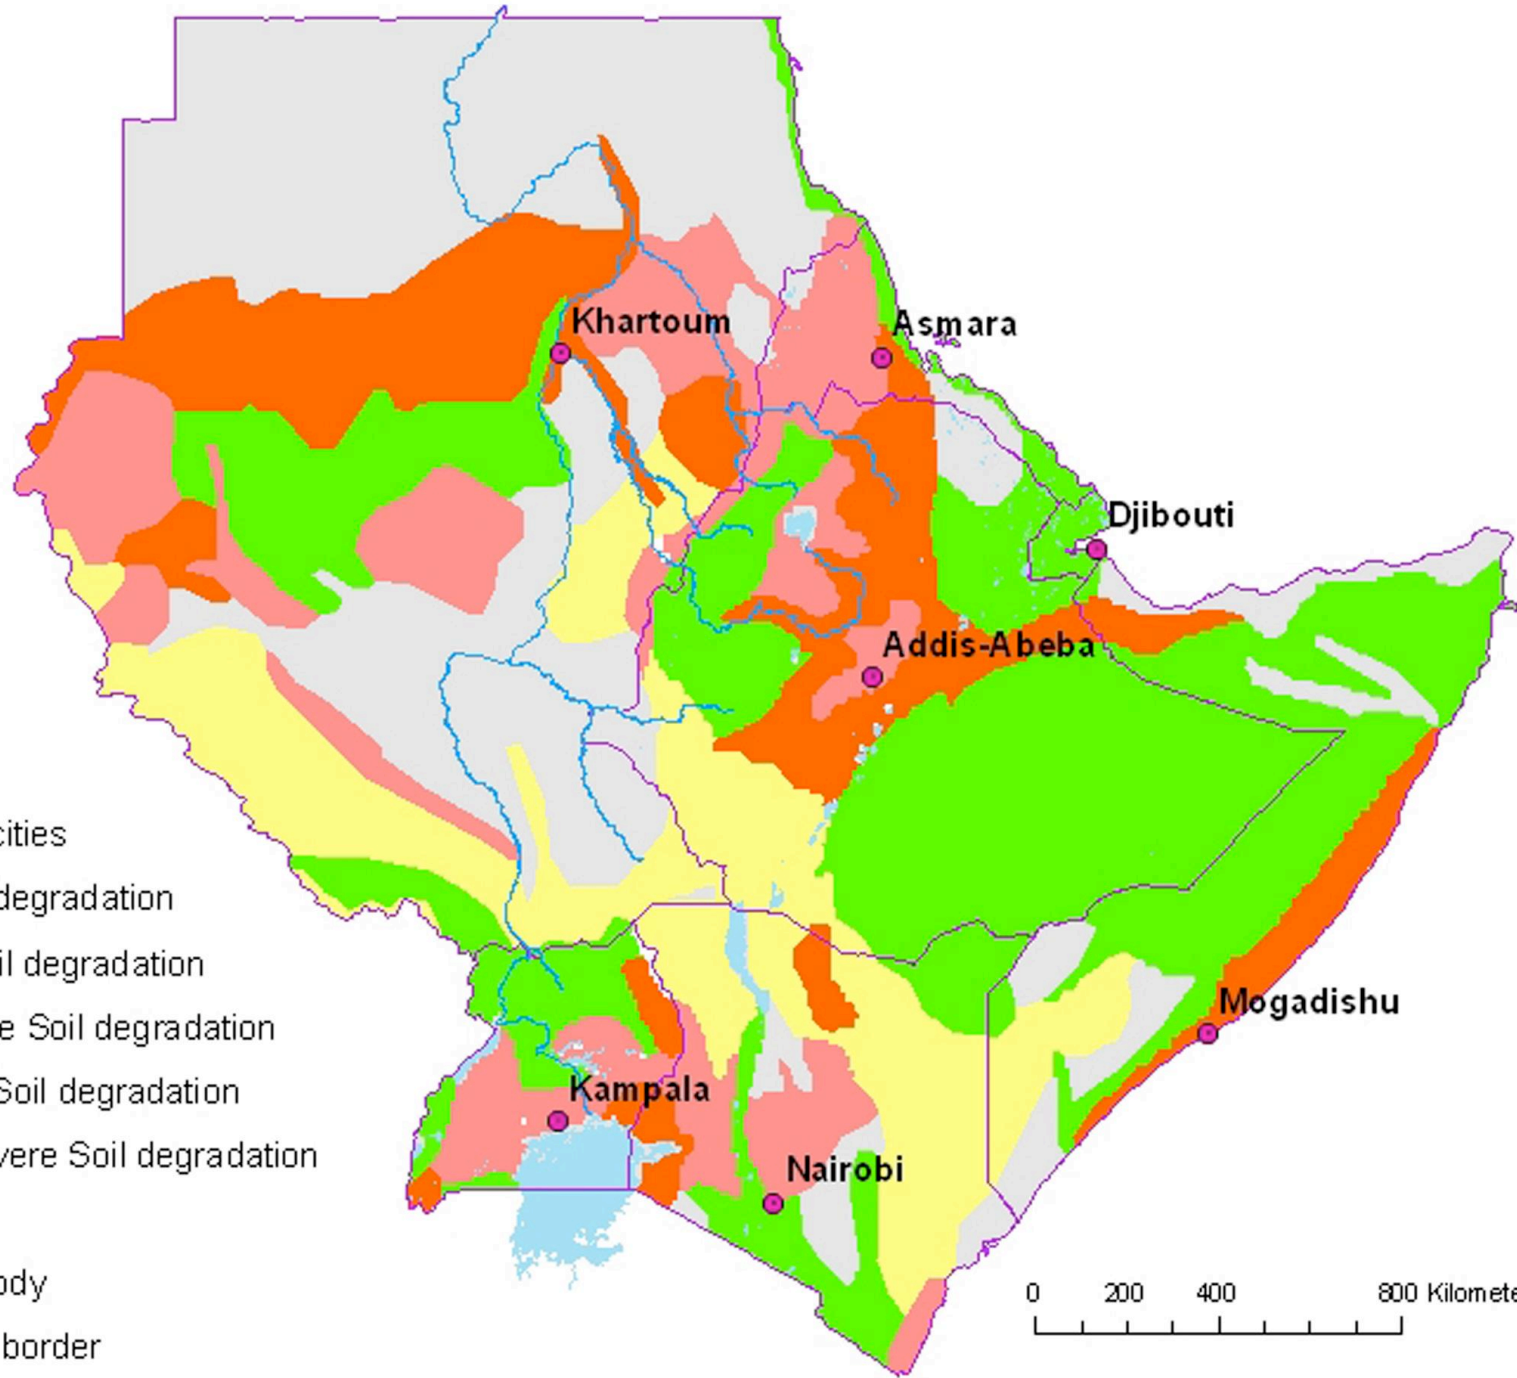 Khartoum
Asmara
Djibouti
Addis-Abeba
cities
degradation
il degradation
Mogadishu
e Soil degradation
Soil degradation
Kampala
vere Soil degradation
Nairobi
ody
border
0 200 400 800 Kilomete